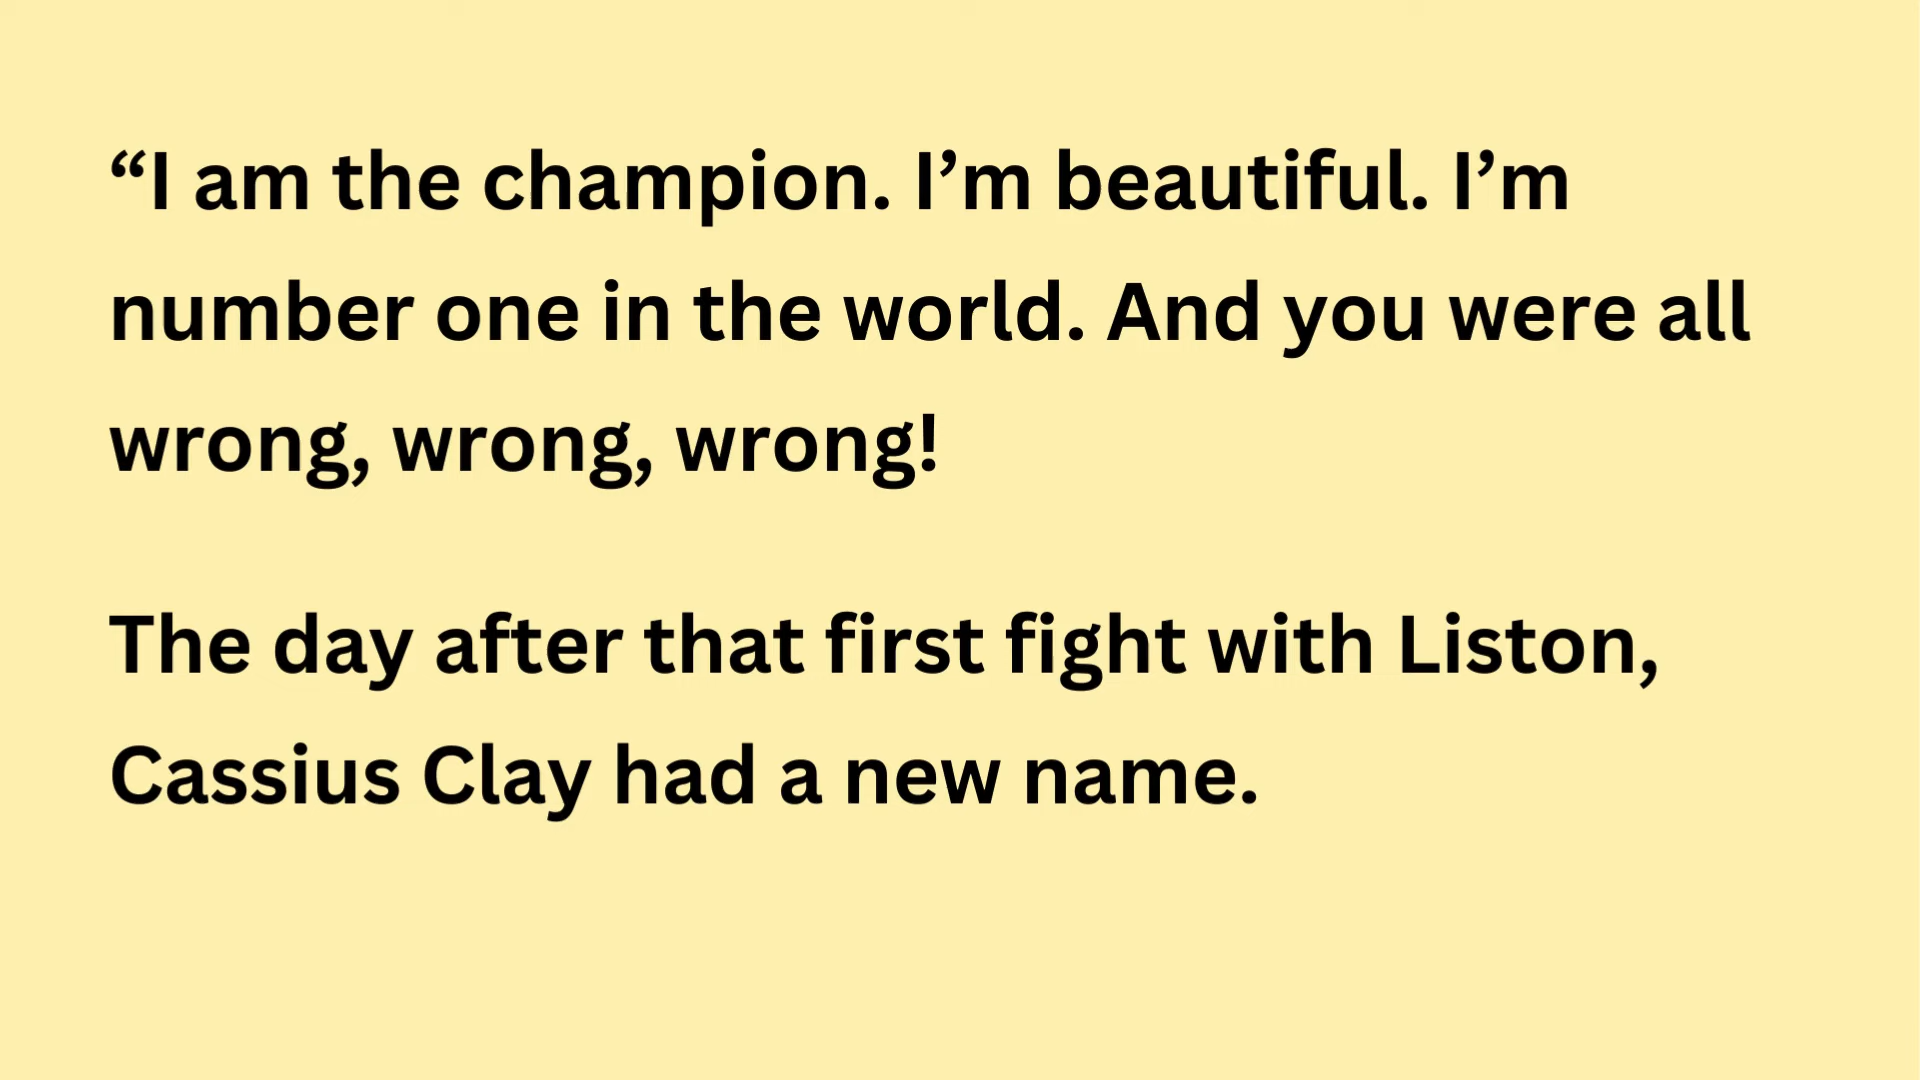 “I am the champion. I’m beautiful. I’m
number one in the world. And you were all
wrong, wrong, wrong!
The day after that first fight with Liston,
Cassius Clay had a new name.